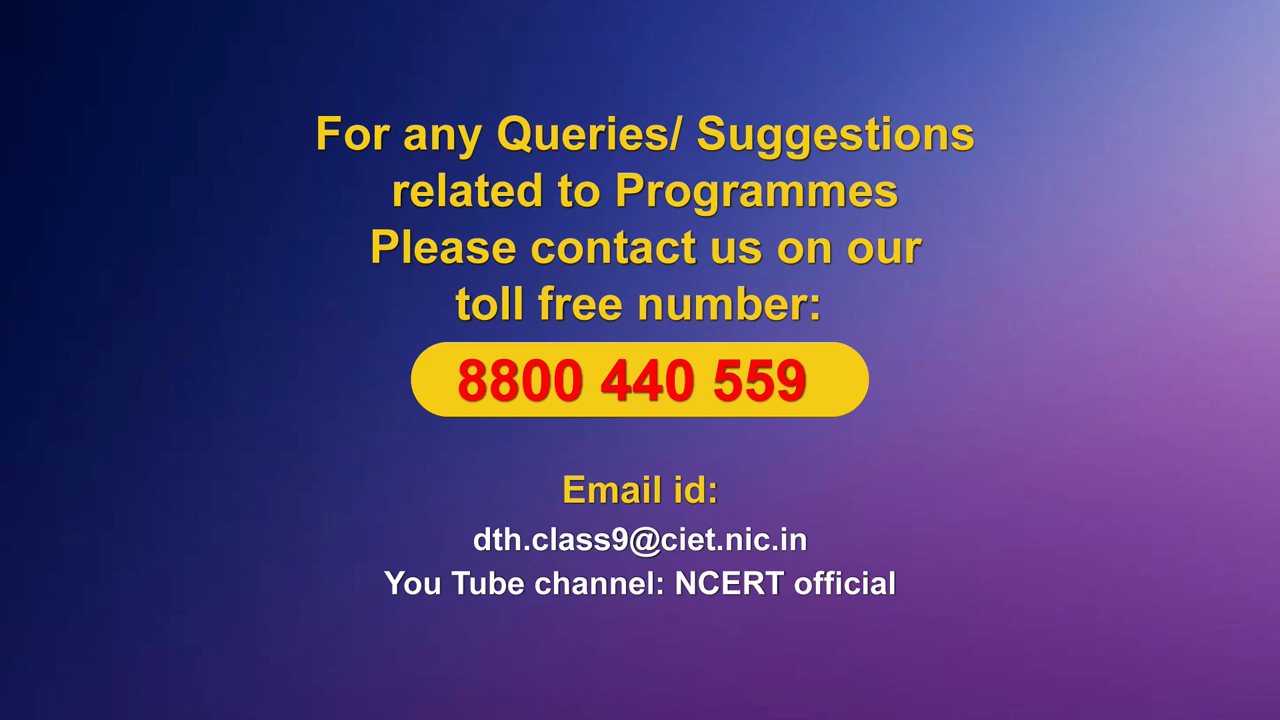 For any Queries/ Suggestions
related to Programmes
Please contact us on our
toll free number:
8800 440 559
Email id:
dth.class9@ciet.nic.in
You Tube channel: NCERT official